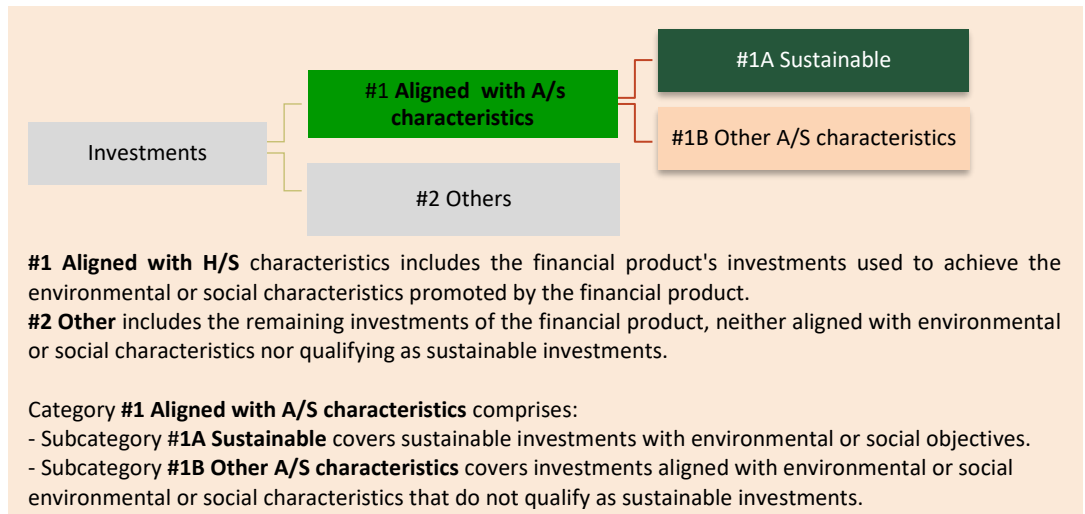 #1A Sustainable
#1 Aligned with A/s
characteristics
#1B Other A/S characteristics
Investments
#2 Others
#1 Aligned with H/S characteristics includes the financial product's investments used to achieve the
environmental or social characteristics promoted by the financial product.
#2 Other includes the remaining investments of the financial product, neither aligned with environmental
or social characteristics nor qualifying as sustainable investments.
Category #1 Aligned with A/S characteristics comprises:
- Subcategory #1A Sustainable covers sustainable investments with environmental or social objectives.
- Subcategory #1B Other A/S characteristics covers investments aligned with environmental or social
environmental or social characteristics that do not qualify as sustainable investments.